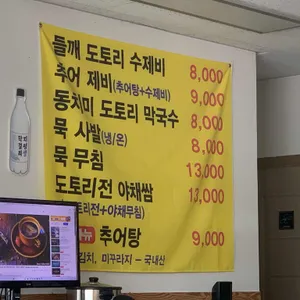 들깨 도토리 수제비 8,000
추어 제비(추어탕+수제비) 9,000
동치미 도토리 막국수 8,000
묵 사발(냉/온) 8,000
묵 무침 13,000
도토리전 야채쌈 13,000
토리전+야채무침)
뉴 추어탕 9,000
김치, 미꾸라지 - 국내산